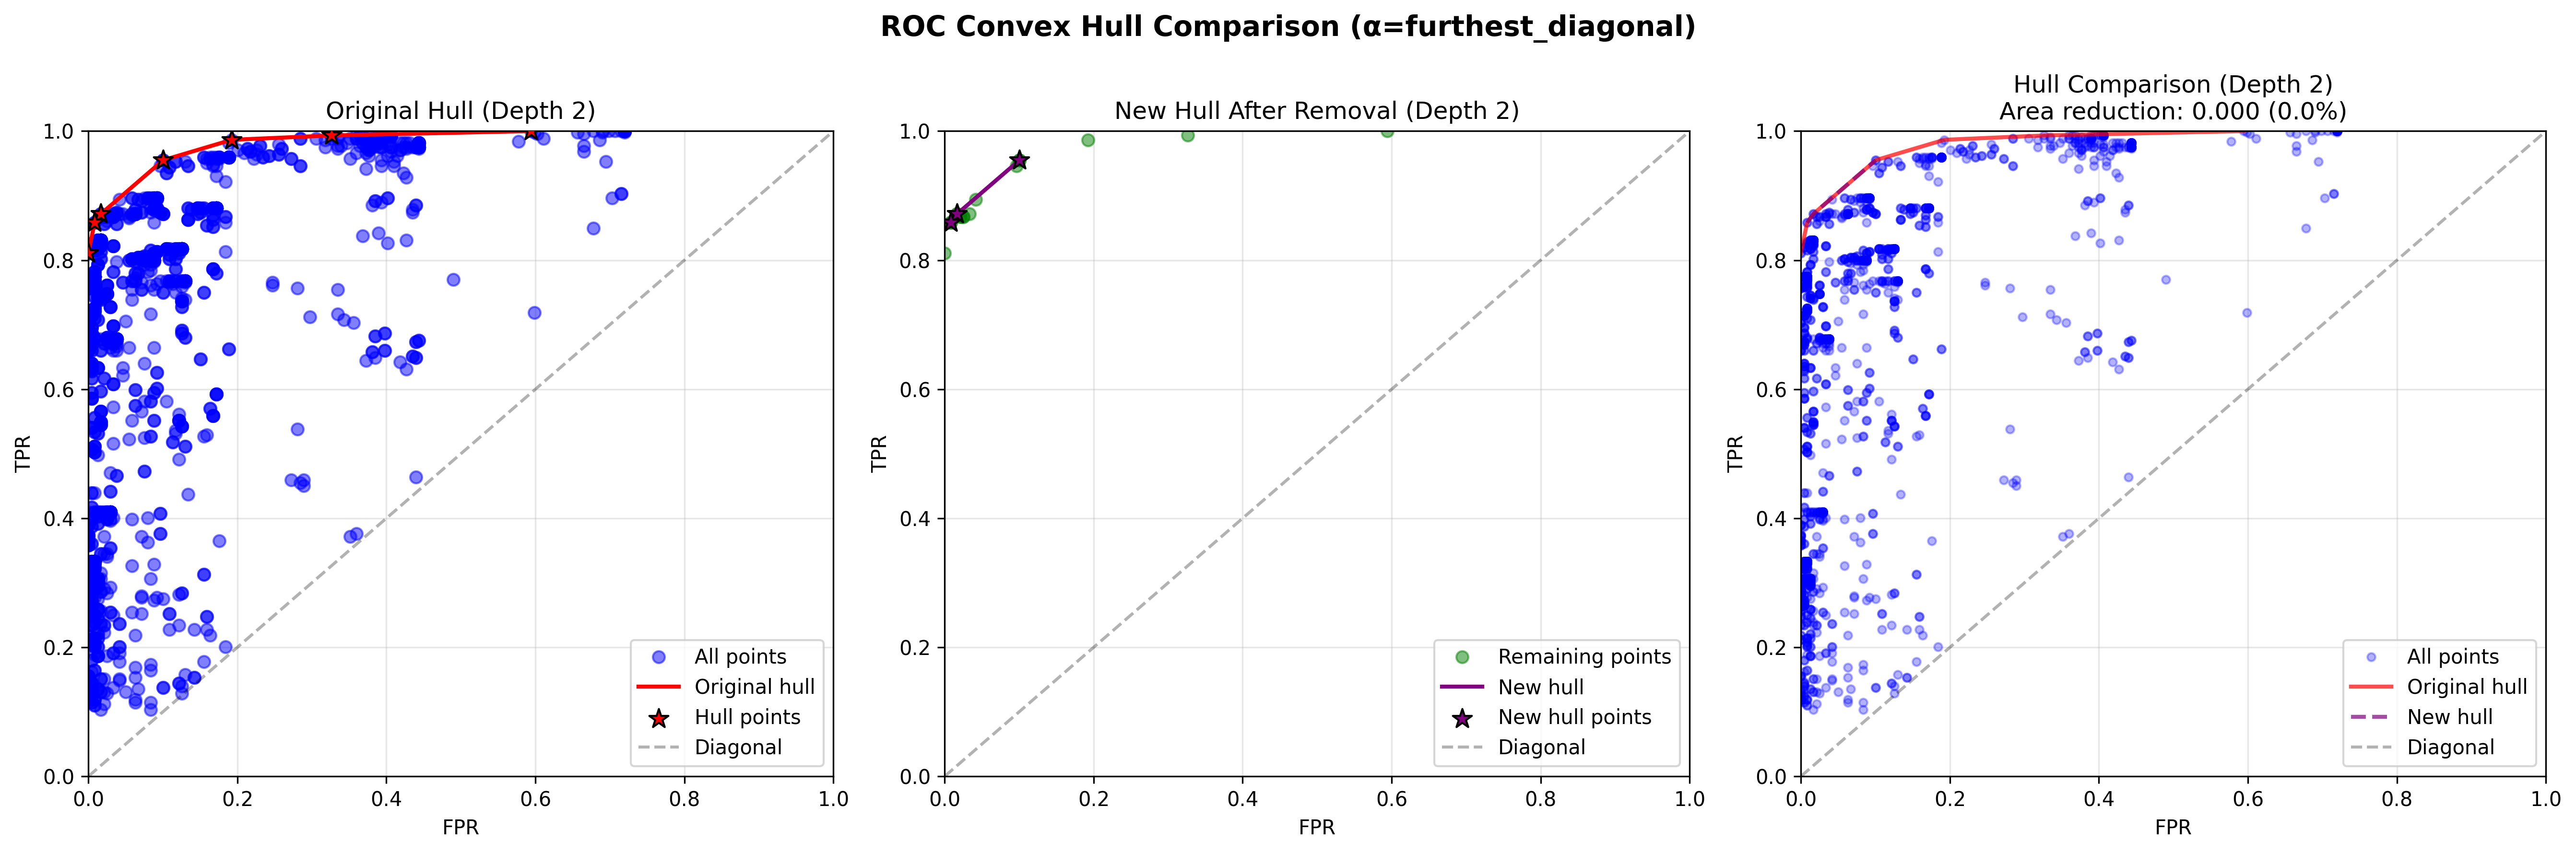 ROC Convex Hull Comparison (α=furthest_diagonal)
Original Hull (Depth 2)
1.0
0.8
0.6
0.4
0.2
0.0
TPR
0.0 0.2 0.4 0.6 0.8 1.0
FPR
All points
Original hull
Hull points
Diagonal
New Hull After Removal (Depth 2)
1.0
0.8
0.6
0.4
0.2
0.0
TPR
0.0 0.2 0.4 0.6 0.8 1.0
FPR
Remaining points
New hull
New hull points
Diagonal
Hull Comparison (Depth 2)
Area reduction: 0.000 (0.0%)
1.0
0.8
0.6
0.4
0.2
0.0
TPR
0.0 0.2 0.4 0.6 0.8 1.0
FPR
All points
Original hull
New hull
Diagonal